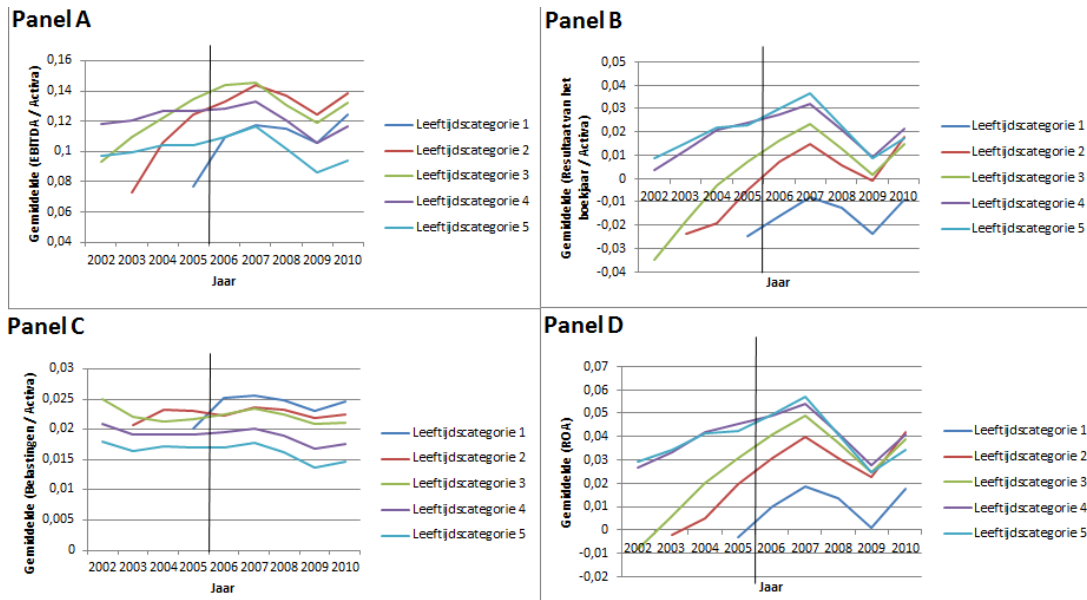 Panel A
0,16
0,14
0,12
0,1
0,08
0,06
0,04
Gemiddelde (EBITDA / Activa)
2002 2003 2004 2005 2006 2007 2008 2009 2010
Jaar
Leeftijdscategorie 1
Leeftijdscategorie 2
Leeftijdscategorie 3
Leeftijdscategorie 4
Leeftijdscategorie 5
Panel B
0,05
0,04
0,03
0,02
0,01
0
-0,01
-0,02
-0,03
-0,04
Gemiddelde (Resultaat van het
boekjaar / Activa)
2002 2003 2004 2005 2006 2007 2008 2009 2010
Jaar
Leeftijdscategorie 1
Leeftijdscategorie 2
Leeftijdscategorie 3
Leeftijdscategorie 4
Leeftijdscategorie 5
Panel C
0,03
0,025
0,02
0,015
0,01
0,005
0
Gemiddelde (Belastingen / Activa)
2002 2003 2004 2005 2006 2007 2008 2009 2010
Jaar
Leeftijdscategorie 1
Leeftijdscategorie 2
Leeftijdscategorie 3
Leeftijdscategorie 4
Leeftijdscategorie 5
Panel D
0,07
0,06
0,05
0,04
0,03
0,02
0,01
0
-0,01
-0,02
Gemiddelde (ROA)
2002 2003 2004 2005 2006 2007 2008 2009 2010
Jaar
Leeftijdscategorie 1
Leeftijdscategorie 2
Leeftijdscategorie 3
Leeftijdscategorie 4
Leeftijdscategorie 5